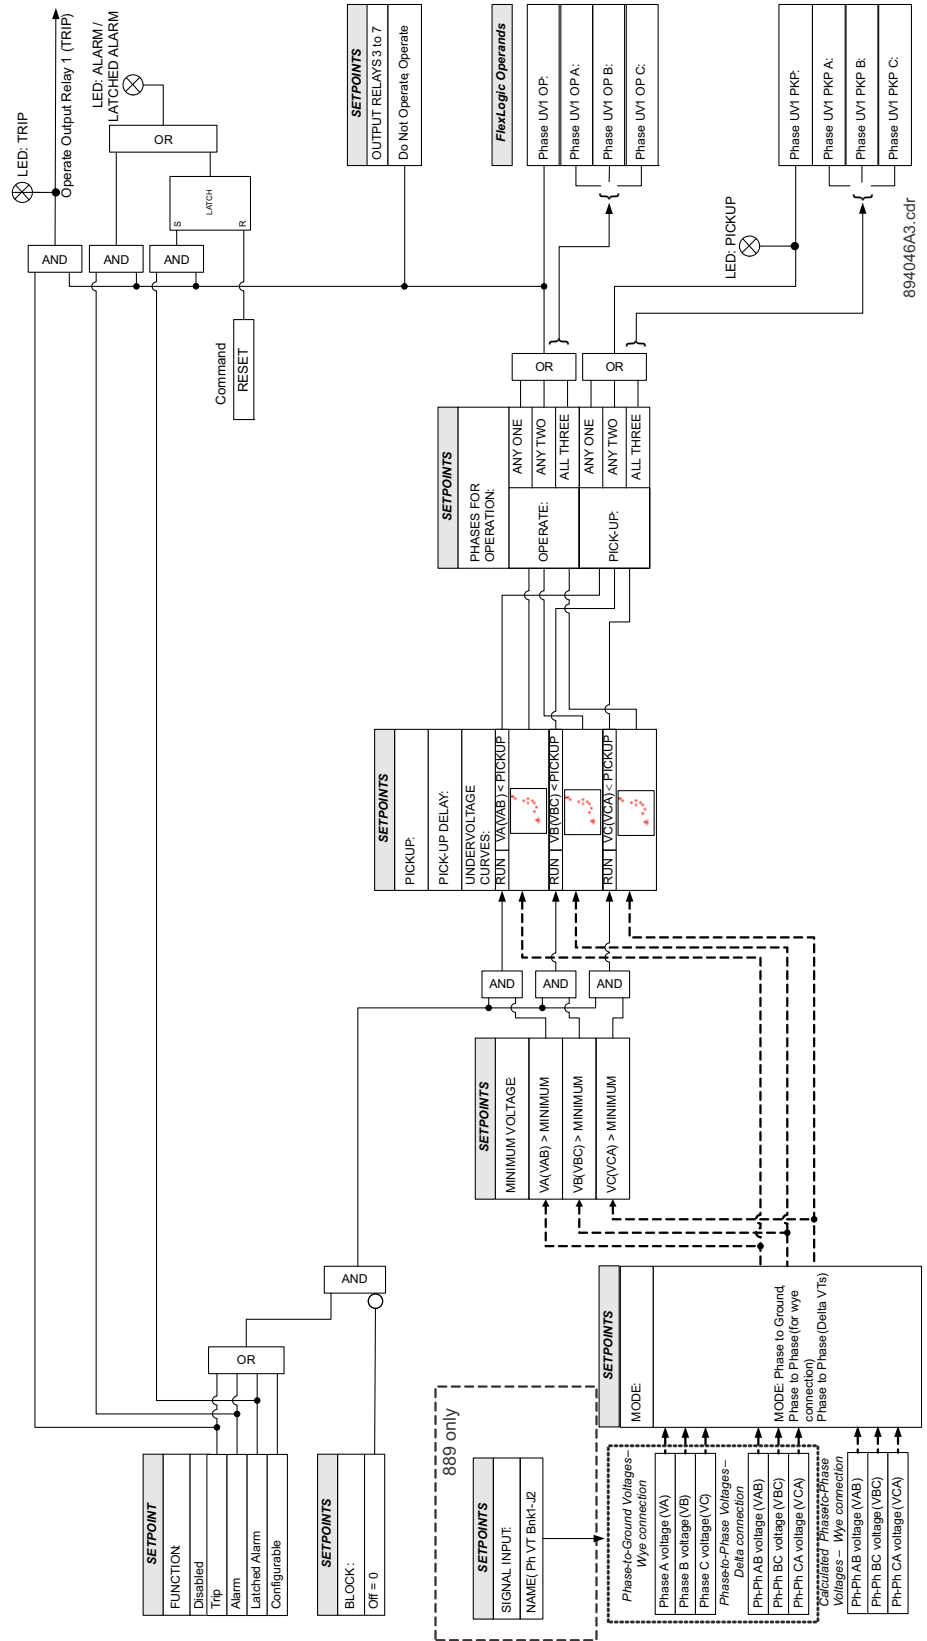 SETPOINT
FUNCTION:
Disabled
Trip
Alarm
Latched Alarm
Configurable
SETPOINTS
BLOCK:
Off = 0
OR
AND
889 only
SETPOINTS
SIGNAL INPUT:
NAME( Ph VT Bnk1-J2
Phase-to-Ground Voltages–
Wye connection
Phase A voltage (VA)
Phase B voltage (VB)
Phase C voltage (VC)
Phase-to-Phase Voltages–
Delta connection
Ph-Ph AB voltage (VAB)
Ph-Ph BC voltage (VBC)
Ph-Ph CA voltage (VCA)
Calculated Phase-to-Phase
Voltages – Wye connection
Ph-Ph AB voltage (VAB)
Ph-Ph BC voltage (VBC)
Ph-Ph CA voltage (VCA)
SETPOINTS
MODE:
MODE: Phase to Ground,
Phase to Phase (for wye
connection)
Phase to Phase (Delta VTs)
SETPOINTS
MINIMUM VOLTAGE
VA(VAB) > MINIMUM
VB(VBC) > MINIMUM
VC(VCA) > MINIMUM
AND
AND
AND
SETPOINTS
PICKUP:
PICK-UP DELAY:
UNDERVOLTAGE
CURVES:
RUN VA(VAB) < PICKUP
RUN VB(VBC) < PICKUP
RUN VC(VCA) < PICKUP
SETPOINTS
PHASES FOR
OPERATION:
OPERATE:
ANY ONE
ANY TWO
ALL THREE
PICK-UP:
ANY ONE
ANY TWO
ALL THREE
OR
OR
Command
RESET
AND
AND
AND
LATCH
S
R
OR
LED: TRIP
Operate Output Relay 1 (TRIP)
LED: ALARM /
LATCHED ALARM
SETPOINTS
OUTPUT RELAYS 3 to 7
Do Not Operate, Operate
FlexLogic Operands
Phase UV1 OP:
Phase UV1 OP A:
Phase UV1 OP B:
Phase UV1 OP C:
LED: PICKUP
Phase UV1 PKP:
Phase UV1 PKP A:
Phase UV1 PKP B:
Phase UV1 PKP C:
894046A3.cdr